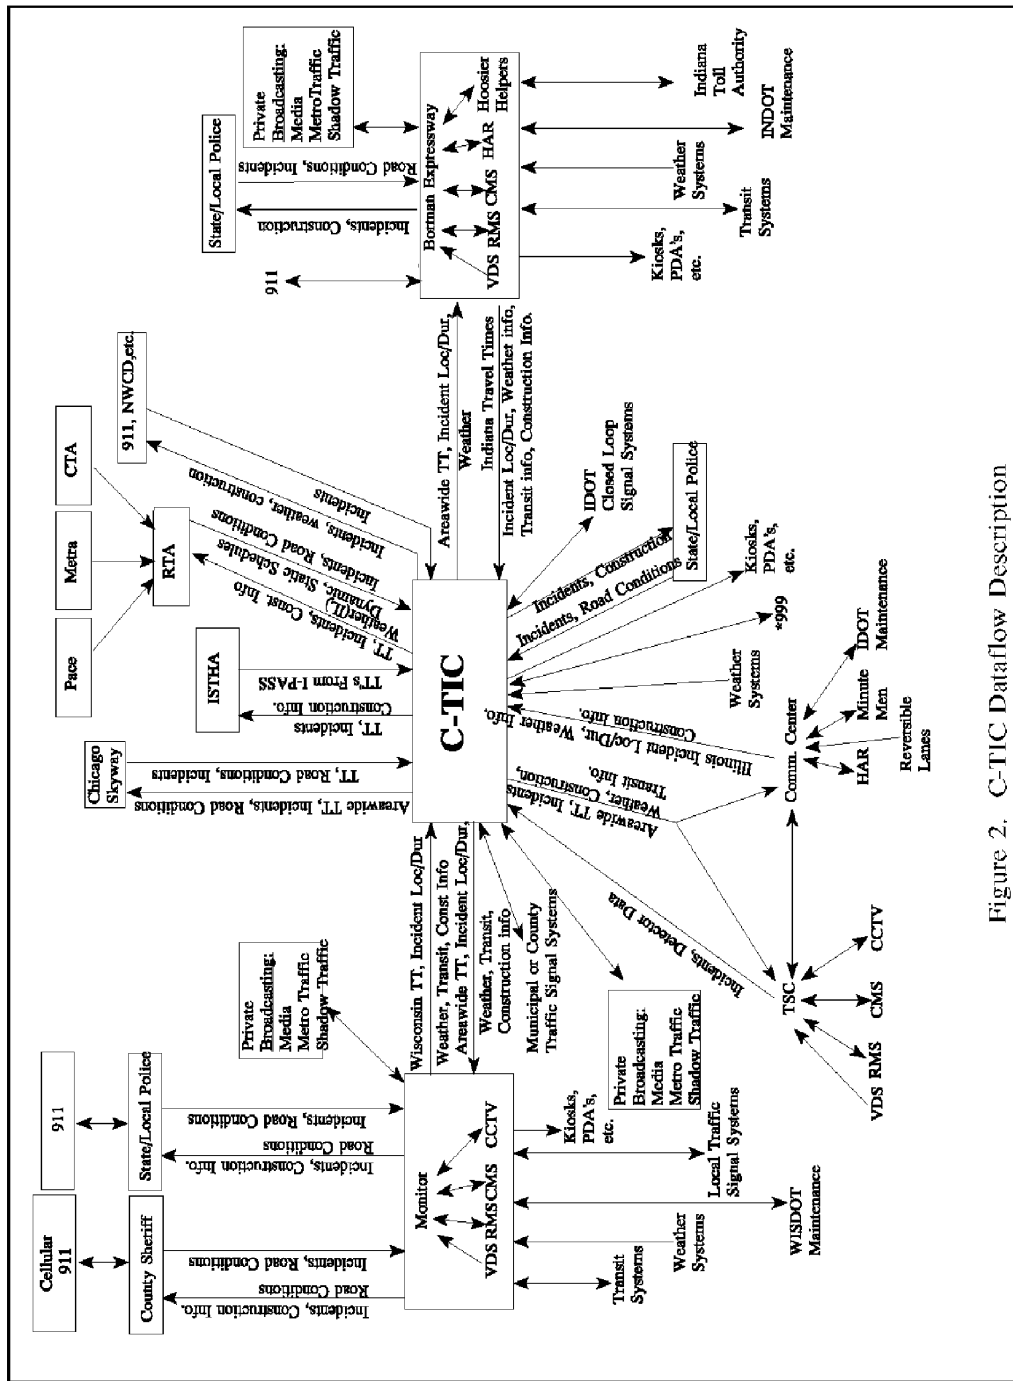 Cellular
911
911
County Sheriff
State/Local Police
Incidents, Construction Info.
Road Conditions
Incidents, Road Conditions
Incidents, Construction Info.
Road Conditions
Incidents, Road Conditions
Private
Broadcasting:
Media
Metro Traffic
Shadow Traffic
Monitor
VDS
RMS
CMS
CCTV
Transit
Systems
Weather
Systems
WISDOT
Maintenance
Local Traffic
Signal Systems
Kiosks,
PDA's,
etc.
Wisconsin TT, Incident Loc/Dur
Weather, Transit, Const Info
Areawide TT, Incident Loc/Dur,
Weather, Transit,
Construction info
Municipal or County
Traffic Signal Systems
Private
Broadcasting:
Media
Metro Traffic
Shadow Traffic
Chicago
Skyway
Areawide TT, Incidents, Road Conditions
TT, Road Conditions, Incidents
ISTHA
TT, Incidents
Construction Info.
TT's From I-PASS
Pace
Metra
CTA
RTA
TT, Incidents, Const Info,
Weather(IL)
Dynamic, Static Schedules
Incidents, Road Conditions
911, NWCD,etc.
Incidents, weather, construction
Incidents
C-TIC
Incidents, Detector Data
Areawide TT, Incidents
Weather, Construction,
Transit Info.
Illinois Incident Loc/Dur, Weather Info,
Construction Info.
TSC
VDS
RMS
CMS
CCTV
Comm. Center
HAR
Reversible
Lanes
Minute
Men
IDOT
Maintenance
Weather
Systems
*999
Kiosks,
PDA's,
etc.
Incidents, Road Conditions
Incidents, Construction
State/Local Police
IDOT
Closed Loop
Signal Systems
Areawide TT, Incident Loc/Dur,
Weather
Indiana Travel Times
Incident Loc/Dur, Weather info,
Transit info, Construction Info.
911
State/Local Police
Incidents, Construction
Road Conditions, Incidents
Private
Broadcasting:
Media
MetroTraffic
Shadow Traffic
Borman Expressway
VDS
RMS
CMS
HAR
Hoosier
Helpers
Kiosks,
PDA's,
etc.
Transit
Systems
Weather
Systems
INDOT
Maintenance
Indiana
Toll
Authority
Figure 2. C-TIC Dataflow Description